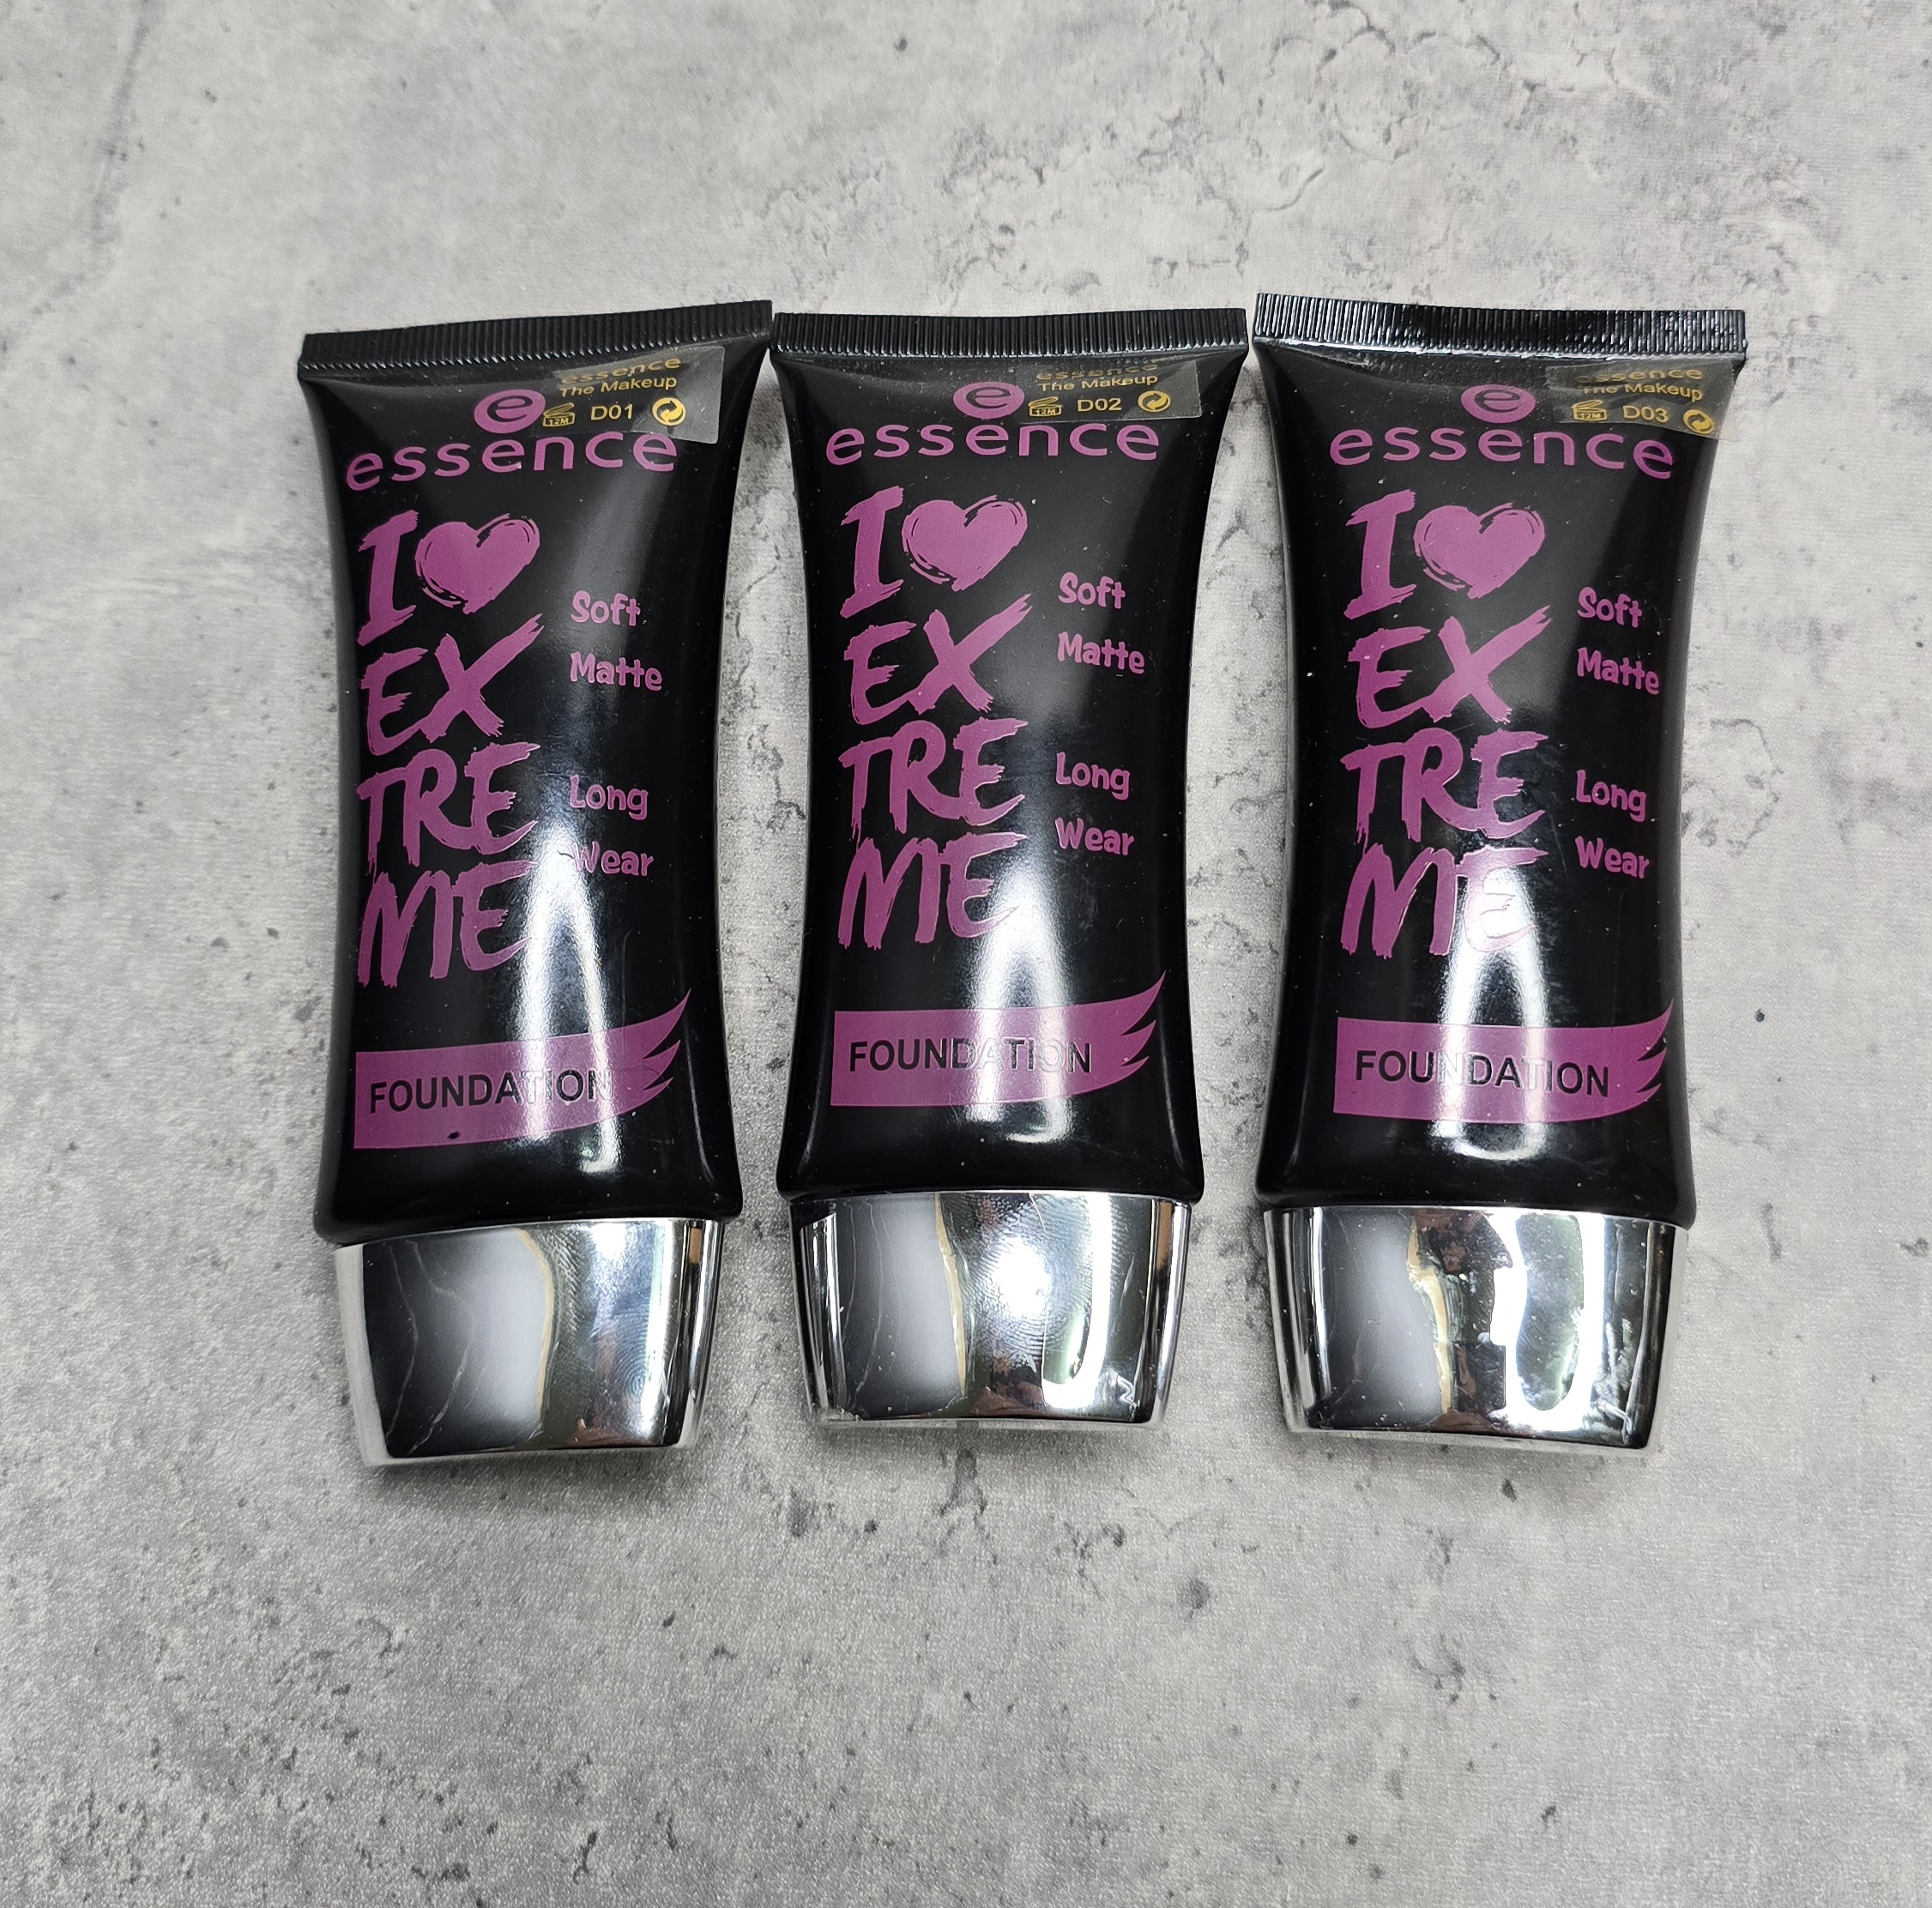 essence
The Makeup
12M D01
e
essence
I
EX
TRE
ME
Soft
Matte
Long
Wear
FOUNDATION
essence
The Makeup
12M D02
e
essence
I
EX
TRE
ME
Soft
Matte
Long
Wear
FOUNDATION
essence
The Makeup
12M D03
e
essence
I
EX
TRE
ME
Soft
Matte
Long
Wear
FOUNDATION